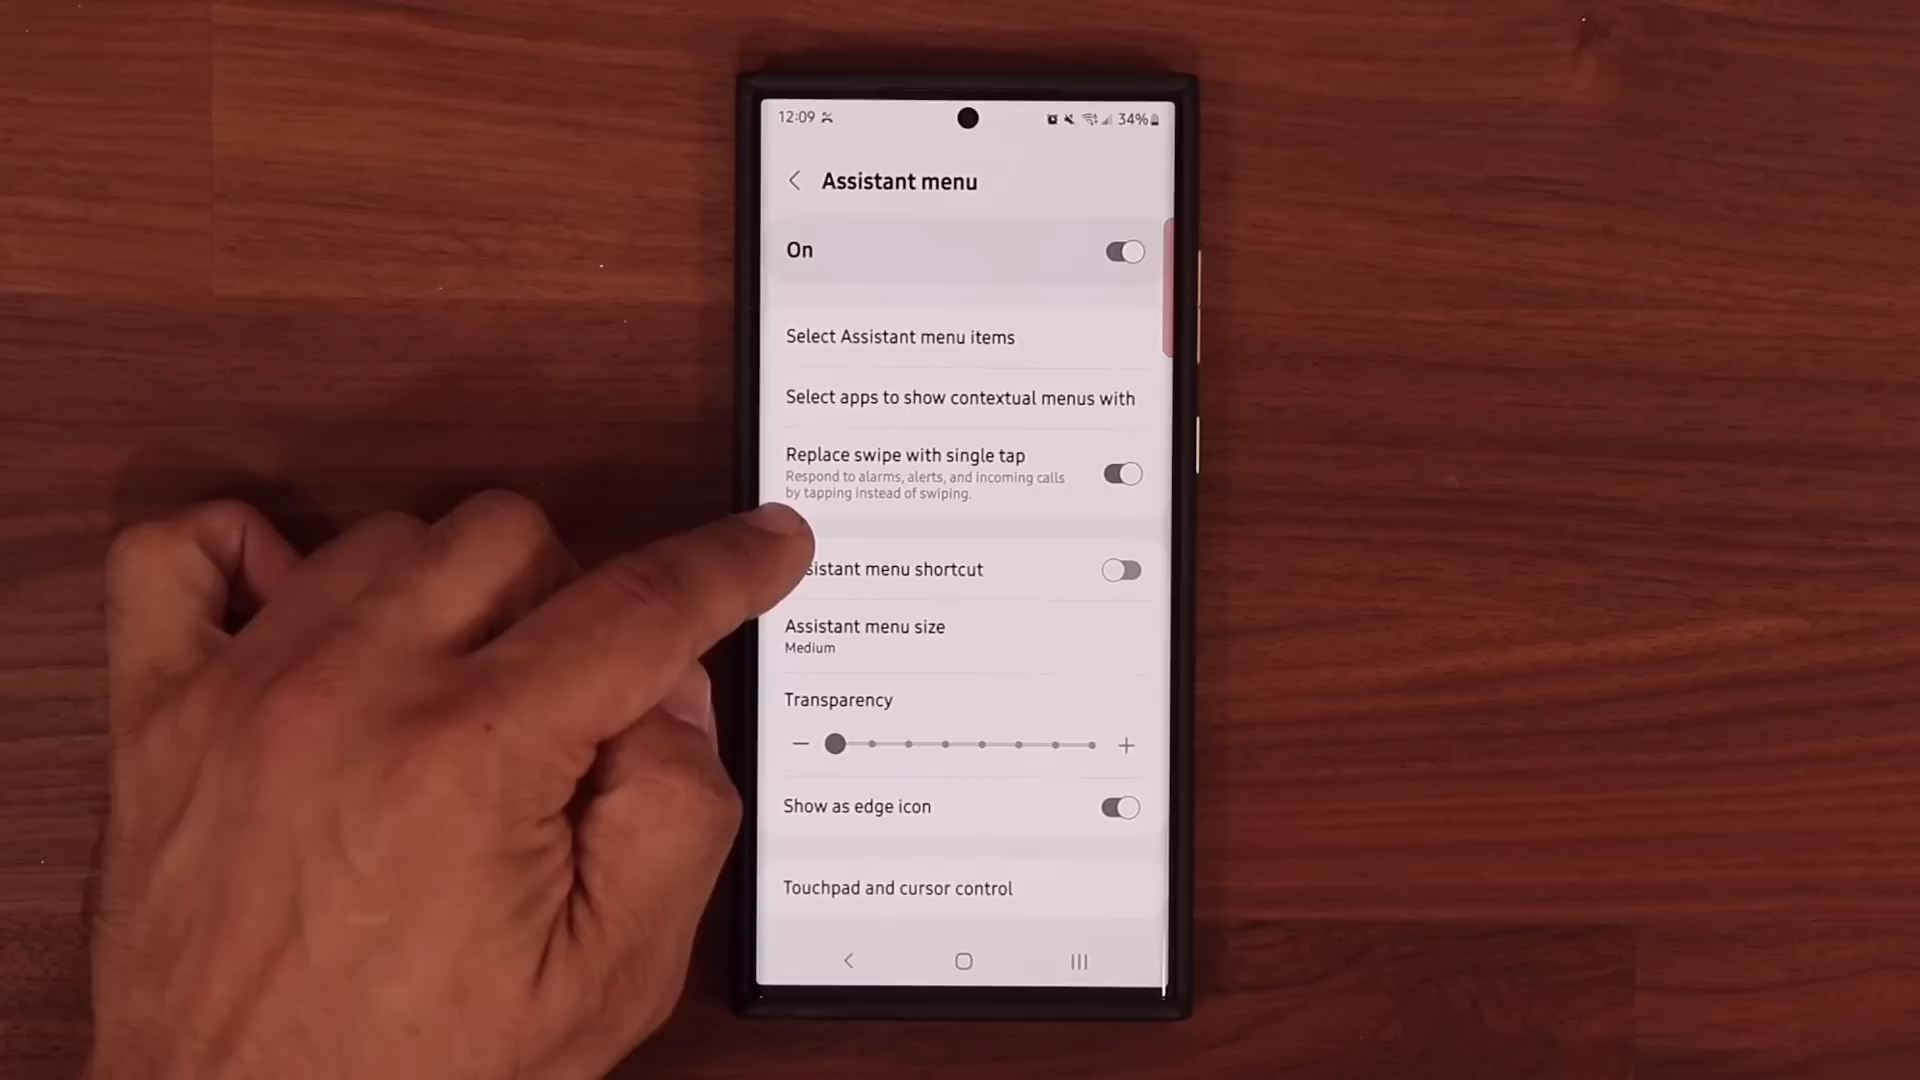 12:09
34%
Assistant menu
On
Select Assistant menu items
Select apps to show contextual menus with
Replace swipe with single tap
Respond to alarms, alerts, and incoming calls
by tapping instead of swiping.
sistant menu shortcut
Assistant menu size
Medium
Transparency
Show as edge icon
Touchpad and cursor control